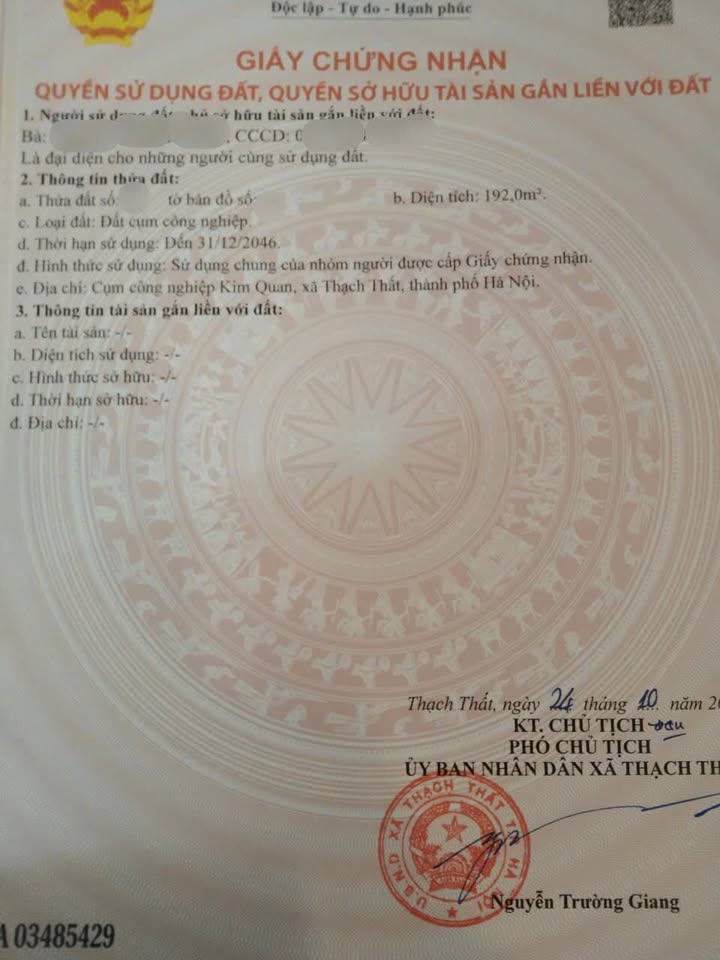 Độc lập - Tự do - Hạnh phúc
GIẤY CHỨNG NHẬN
QUYỀN SỬ DỤNG ĐẤT, QUYỀN SỞ HỮU TÀI SẢN GẮN LIỀN VỚI ĐẤT
1. Người sử dụng đất, chủ sở hữu tài sản gắn liền với đất:
Bà: , CCCD: 0
Là đại diện cho những người cùng sử dụng đất.
2. Thông tin thửa đất:
a. Thửa đất số: tờ bản đồ số: b. Diện tích: 192,0m².
c. Loại đất: Đất cụm công nghiệp.
d. Thời hạn sử dụng: Đến 31/12/2046.
đ. Hình thức sử dụng: Sử dụng chung của nhóm người được cấp Giấy chứng nhận.
e. Địa chỉ: Cụm công nghiệp Kim Quan, xã Thạch Thất, thành phố Hà Nội.
3. Thông tin tài sản gắn liền với đất:
a. Tên tài sản: -/-
b. Diện tích sử dụng: -/-
c. Hình thức sở hữu: -/-
d. Thời hạn sở hữu: -/-
đ. Địa chỉ: -/-
Thạch Thất, ngày 24 tháng 10 năm 20
KT. CHỦ TỊCH
PHÓ CHỦ TỊCH
ỦY BAN NHÂN DÂN XÃ THẠCH TH
U.B.N.D XÃ THẠCH THẤT T.P HÀ NỘI
Nguyễn Trường Giang
A 03485429